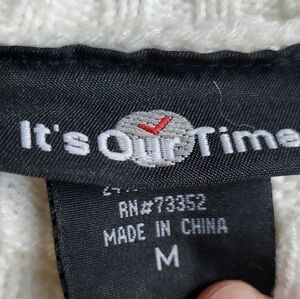 It's Our Time
RN#73352
MADE IN CHINA
M